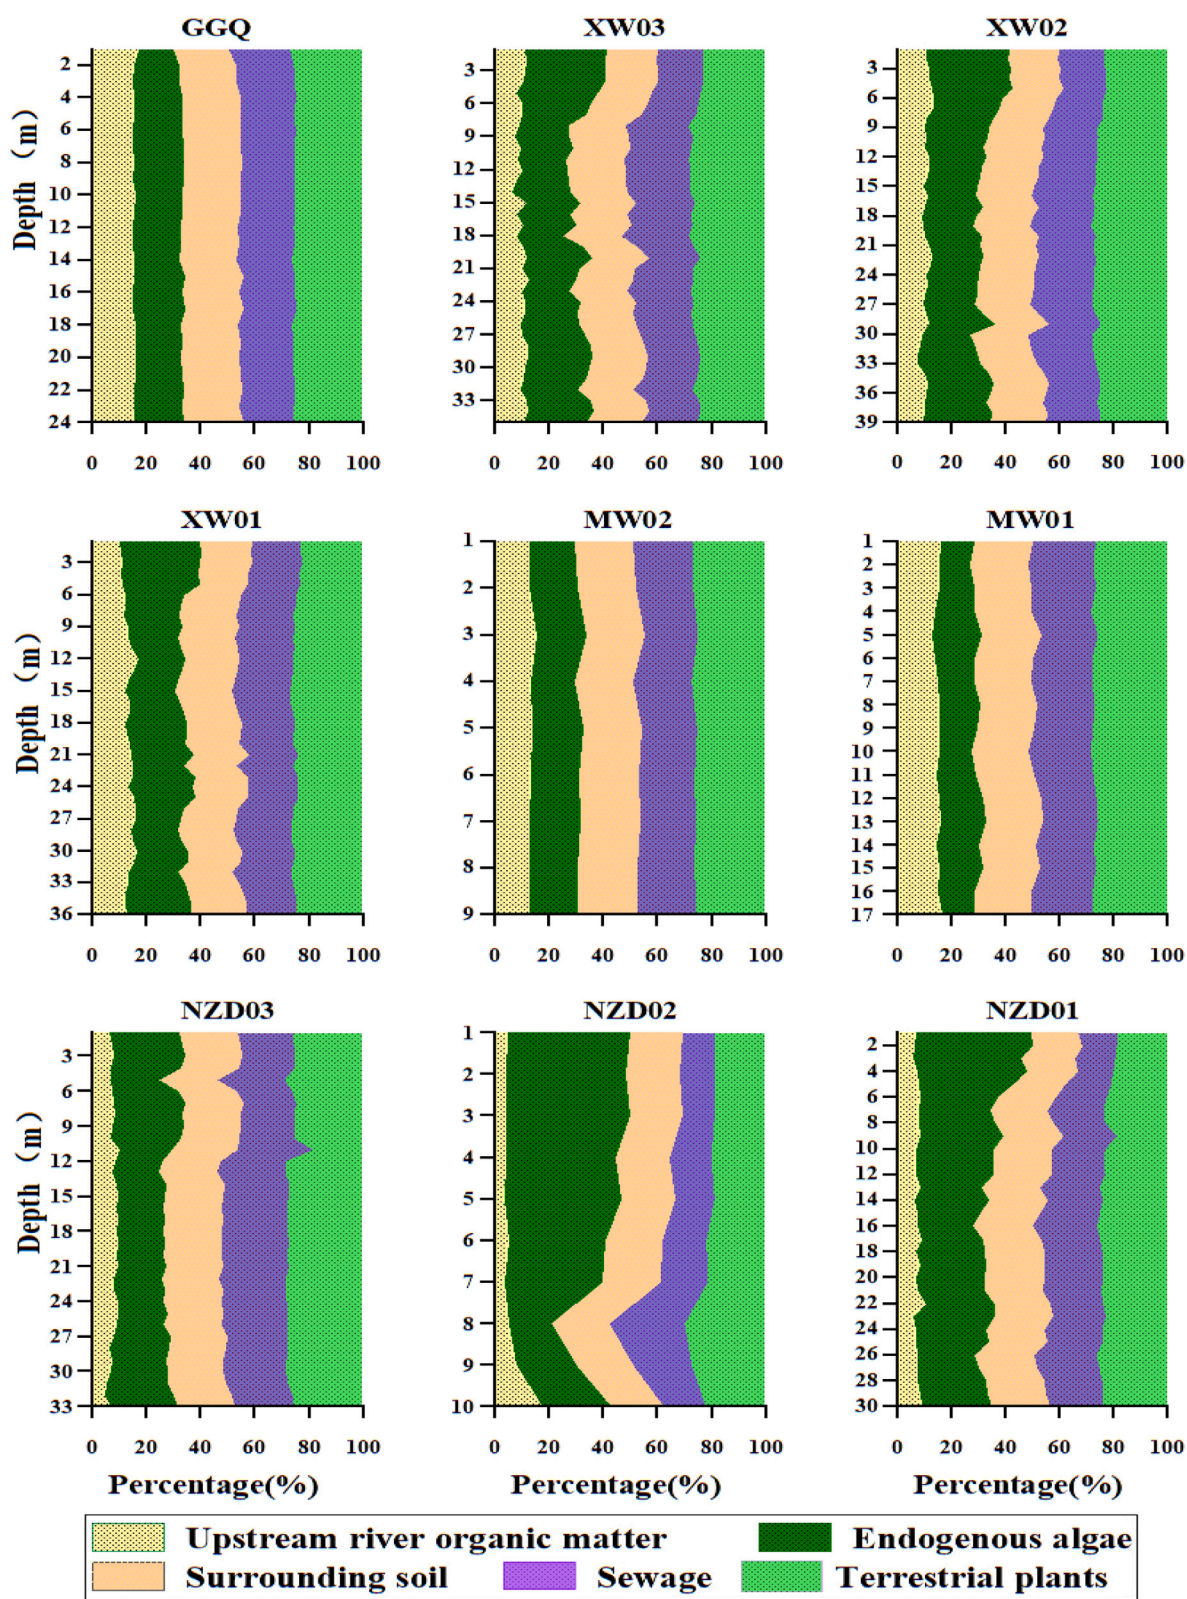 GGQ XW03 XW02
Depth (m)
2 4 6 8 10 12 14 16 18 20 22 24
3 6 9 12 15 18 21 24 27 30 33
3 6 9 12 15 18 21 24 27 30 33 35 39
0 20 40 60 80 100 0 20 40 60 80 100 0 20 40 60 80 100
XW01 MW02 MW01
Depth (m)
3 6 9 12 15 18 21 24 27 30 33 36
1 2 3 4 5 6 7 8 9
1 2 3 4 5 6 7 8 9 10 11 12 13 14 15 16 17
0 20 40 60 80 100 0 20 40 60 80 100 0 20 40 60 80 100
NZD03 NZD02 NZD01
Depth (m)
3 6 9 12 15 18 21 24 27 30 33
1 2 3 4 5 6 7 8 9 10
2 4 6 8 10 12 14 16 18 20 22 24 26 28 30
0 20 40 60 80 100 0 20 40 60 80 100 0 20 40 60 80 100
Percentage(%) Percentage(%) Percentage(%)
Upstream river organic matter Endogenous algae
Surrounding soil Sewage Terrestrial plants